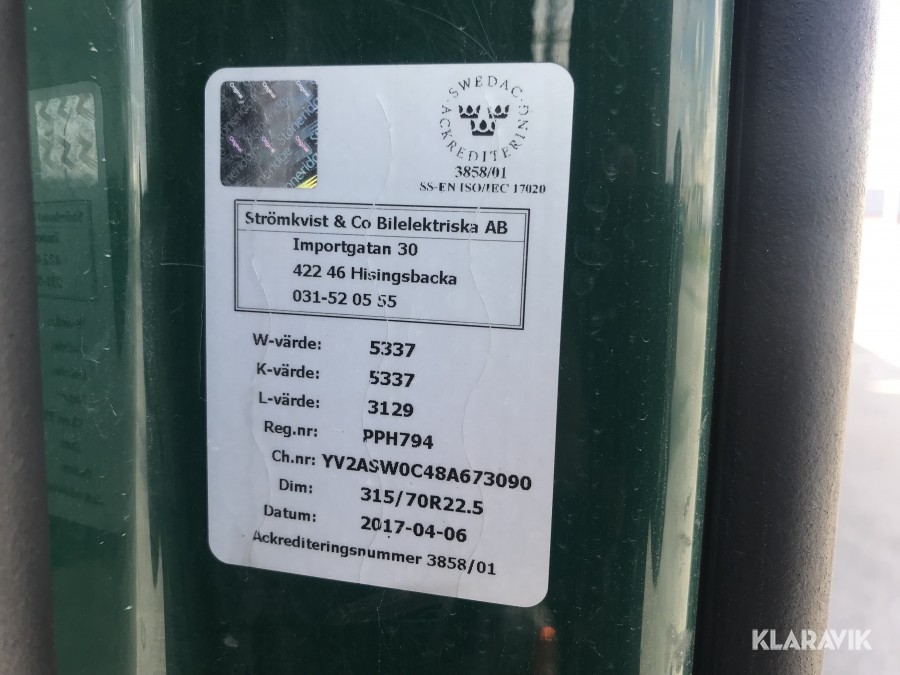 SWEDAC
ACKREDITERING
3858/01
SS-EN ISO/IEC 17020
Strömkvist & Co Bilelektriska AB
Importgatan 30
422 46 Hisingsbacka
031-52 05 55
W-värde: 5337
K-värde: 5337
L-värde: 3129
Reg.nr: PPH794
Ch.nr: YV2ASW0C48A673090
Dim: 315/70R22.5
Datum: 2017-04-06
Ackrediteringsnummer 3858/01
KLARAVIK